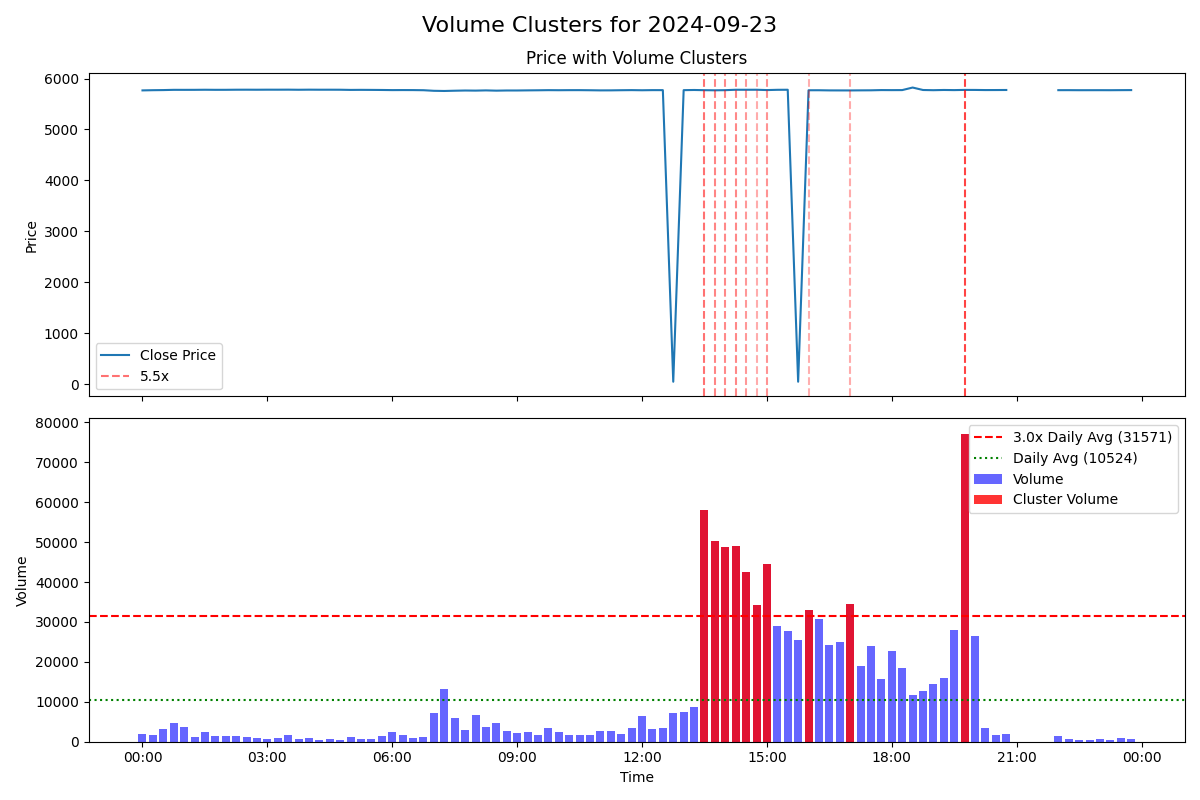 Volume Clusters for 2024-09-23
Price with Volume Clusters
6000
5000
4000
3000
2000
1000
0
Price
Close Price
5.5x
80000
70000
60000
50000
40000
30000
20000
10000
0
Volume
3.0x Daily Avg (31571)
Daily Avg (10524)
Volume
Cluster Volume
00:00 03:00 06:00 09:00 12:00 15:00 18:00 21:00 00:00
Time